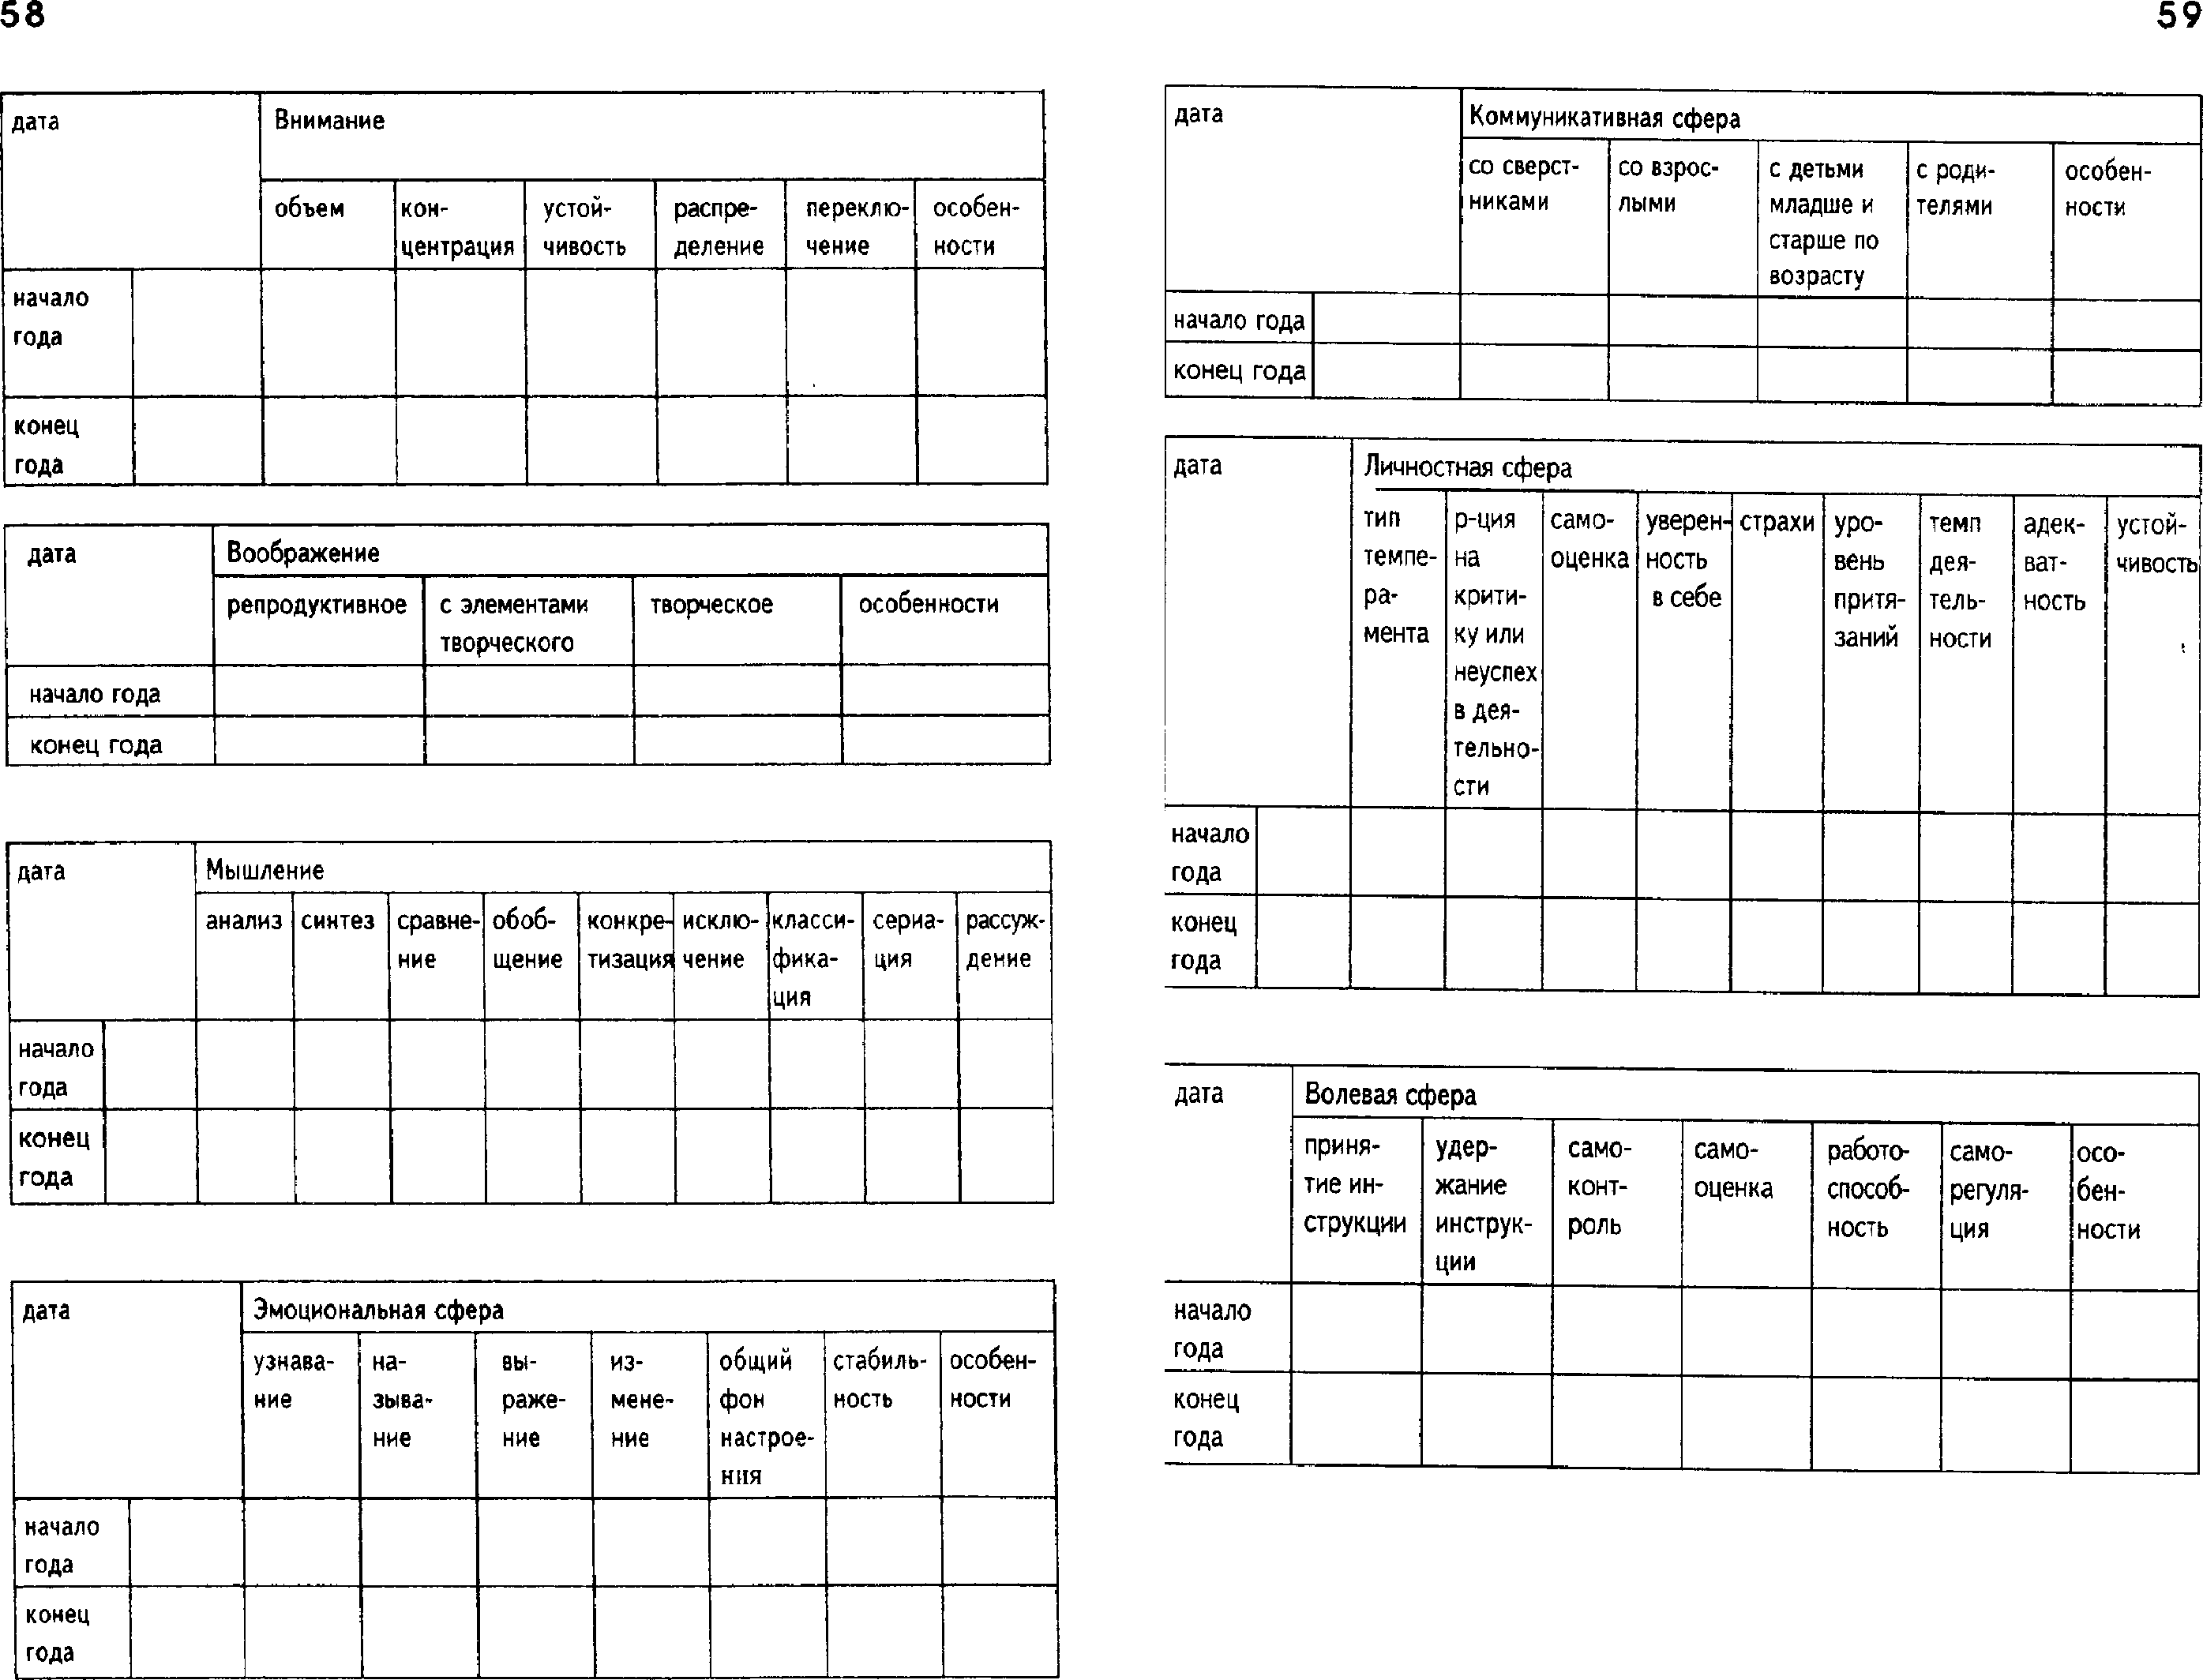 58
дата
Внимание
объем
кон-
центрация
устой-
чивость
распре-
деление
переклю-
чение
особен-
ности
начало
года
конец
года
дата
Воображение
репродуктивное
с элементами
творческого
творческое
особенности
начало года
конец года
дата
Мышление
анализ
синтез
сравне-
ние
обоб-
щение
конкре-
тизация
исклю-
чение
класси-
фика-
ция
сериа-
ция
рассуж-
дение
начало
года
конец
года
дата
Эмоциональная сфера
узнава-
ние
на-
зыва-
ние
вы-
раже-
ние
из-
мене-
ние
общий
фон
настрое-
ния
стабиль-
ность
особен-
ности
начало
года
конец
года
59
дата
Коммуникативная сфера
со сверст-
никами
со взрос-
лыми
с детьми
младше и
старше по
возрасту
с роди-
телями
особен-
ности
начало года
конец года
дата
Личностная сфера
тип
темпе-
ра-
мента
р-ция
на
крити-
ку или
неуспех
в дея-
тельно-
сти
само-
оценка
уверен-
ность
в себе
страхи
уро-
вень
притя-
заний
темп
дея-
тель-
ности
адек-
ват-
ность
устой-
чивость
начало
года
конец
года
дата
Волевая сфера
приня-
тие ин-
струкции
удер-
жание
инструк-
ции
само-
конт-
роль
само-
оценка
работо-
способ-
ность
само-
регуля-
ция
осо-
бен-
ности
начало
года
конец
года